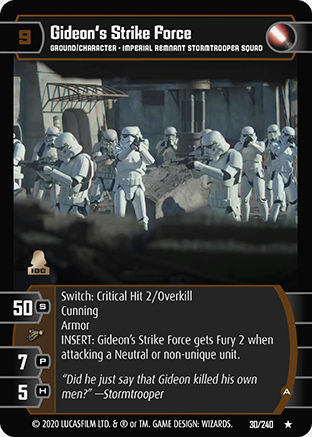 9
Gideon's Strike Force
GROUND/CHARACTER - IMPERIAL REMNANT STORMTROOPER SQUAD
IDC
Switch: Critical Hit 2/Overkill
50 S
Cunning
Armor
INSERT: Gideon's Strike Force gets Fury 2 when
7 P
attacking a Neutral or non-unique unit.
5 H
"Did he just say that Gideon killed his own
men?" —Stormtrooper
A
© 2020 LUCASFILM LTD. & ® or TM. GAME DESIGN: WIZARDS.
30/240